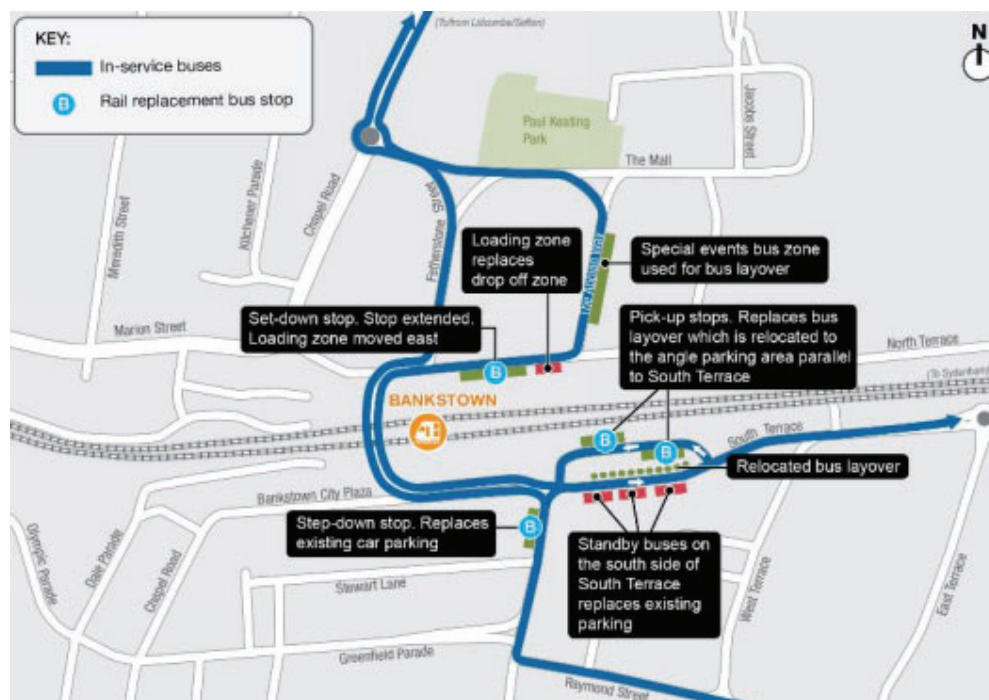 KEY:
In-service buses
B
Rail replacement bus stop
(To/from Lidcombe/Sefton)
N
Paul Keating
Park
Jacobs Street
The Mall
Meredith Street
Kitchener Parade
Chapel Road
Fetherstone Street
The Appian Way
Loading zone
replaces
drop off zone
Special events bus zone
used for bus layover
Set-down stop. Stop extended.
Loading zone moved east
Pick-up stops. Replaces bus
layover which is relocated to
the angle parking area parallel
to South Terrace
Marion Street
North Terrace
(To Sydenham)
B
BANKSTOWN
B
B
South Terrace
Relocated bus layover
Bankstown City Plaza
Step-down stop. Replaces
existing car parking
B
Standby buses on
the south side of
South Terrace
replaces existing
parking
Olympic Parade
Dale Parade
Chapel Road
Stewart Lane
Greenfield Parade
West Terrace
East Terrace
Raymond Street